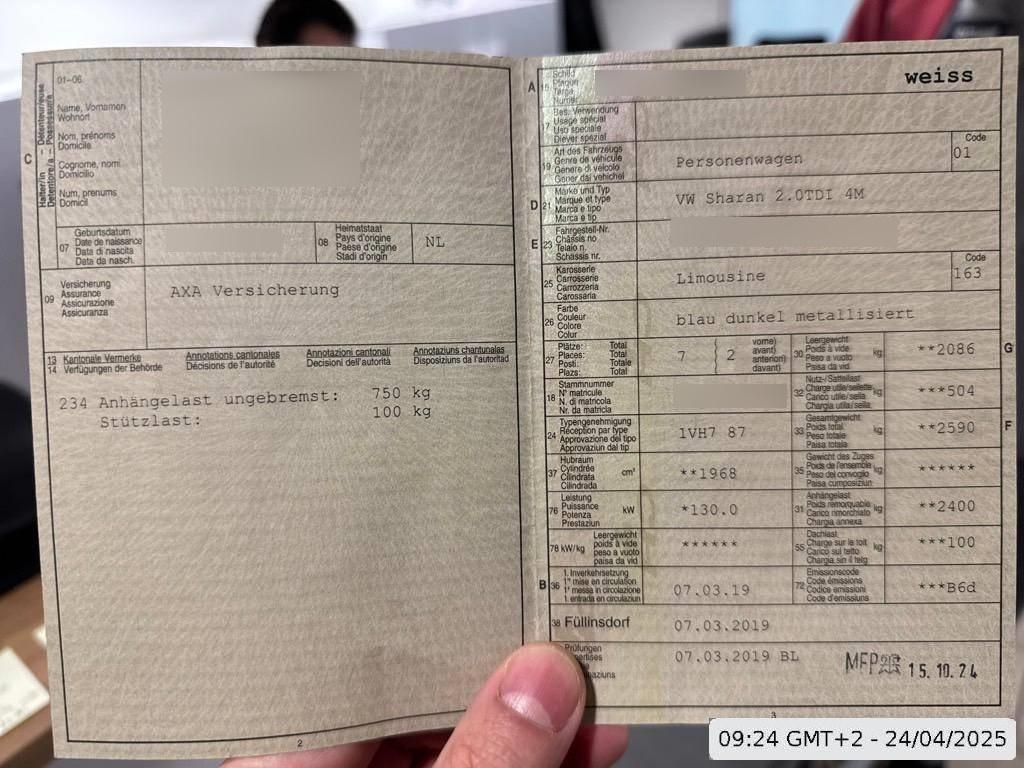 01-06
C
Halter/in – Détenteur/euse
Detentore/a – Possessur/a
Name, Vornamen
Wohnort
Nom, prénoms
Domicile
Cognome, nomi
Domicilio
Num, prenums
Domicil
07
Geburtsdatum
Date de naissance
Data di nascita
Data da nasch.
08
Heimatstaat
Pays d'origine
Paese d'origine
Stadi d'origin
NL
09
Versicherung
Assurance
Assicurazione
Assicuranza
AXA Versicherung
13
14
Kantonale Vermerke
Verfügungen der Behörde
Annotations cantonales
Décisions de l'autorité
Annotazioni cantonali
Decisioni dell'autorità
Annotaziuns chantunalas
Disposiziuns da l'autoritad
234 Anhängelast ungebremst: 750 kg
Stützlast: 100 kg
2
A
15
Schild
Plaque
Targa
Numer
weiss
17
Bes. Verwendung
Usage spécial
Uso speciale
Diever spezial
19
Art des Fahrzeugs
Genre de véhicule
Genere di veicolo
Gener dal vehichel
Personenwagen
Code
01
D
21
Marke und Typ
Marque et type
Marca e tipo
Marca e tip
VW Sharan 2.0TDI 4M
E
23
Fahrgestell-Nr.
Châssis no
Telaio n.
Schassis nr.
25
Karosserie
Carrosserie
Carrozzeria
Carossaria
Limousine
Code
163
26
Farbe
Couleur
Colore
Colur
blau dunkel metallisiert
27
Plätze: Total
Places: Total
Posti: Totale
Plazs: Total
7
2
vorne)
avant)
anteriori)
davant)
30
Leergewicht
Poids à vide
Peso a vuoto
Paisa da vid
kg
**2086
G
18
Stammnummer
N° matricule
N. di matricola
Nr. da matricla
32
Nutz-/Sattellast
Charge utile/sellette
Carico utile/sella
Chargia utila/sella
kg
***504
24
Typengenehmigung
Réception par type
Approvazione del tipo
Approvaziun dal tip
1VH7 87
33
Gesamtgewicht
Poids total
Peso totale
Paisa totala
kg
**2590
F
37
Hubraum
Cylindrée
Cilindrata
Cilindrada
cm³
**1968
35
Gewicht des Zuges
Poids de l'ensemble
Peso del convoglio
Paisa cumposiziun
kg
******
76
Leistung
Puissance
Potenza
Prestaziun
kW
*130.0
31
Anhängelast
Poids remorquable
Carico rimorchiato
Chargia annexa
kg
**2400
78 kW/kg
Leergewicht
poids à vide
peso a vuoto
paisa da vid
******
55
Dachlast
Charge sur le toit
Carico sul tetto
Chargia sin il tetg
kg
***100
B
36
1. Inverkehrsetzung
1re mise en circulation
1a messa in circolazione
1. entrada en circulaziun
07.03.19
72
Emissionscode
Code émissions
Codice emissioni
Code d'emissiuns
***B6d
38
Füllinsdorf
07.03.2019
Prüfungen
07.03.2019 BL
MFP
15.10.24
3
09:24 GMT+2 - 24/04/2025